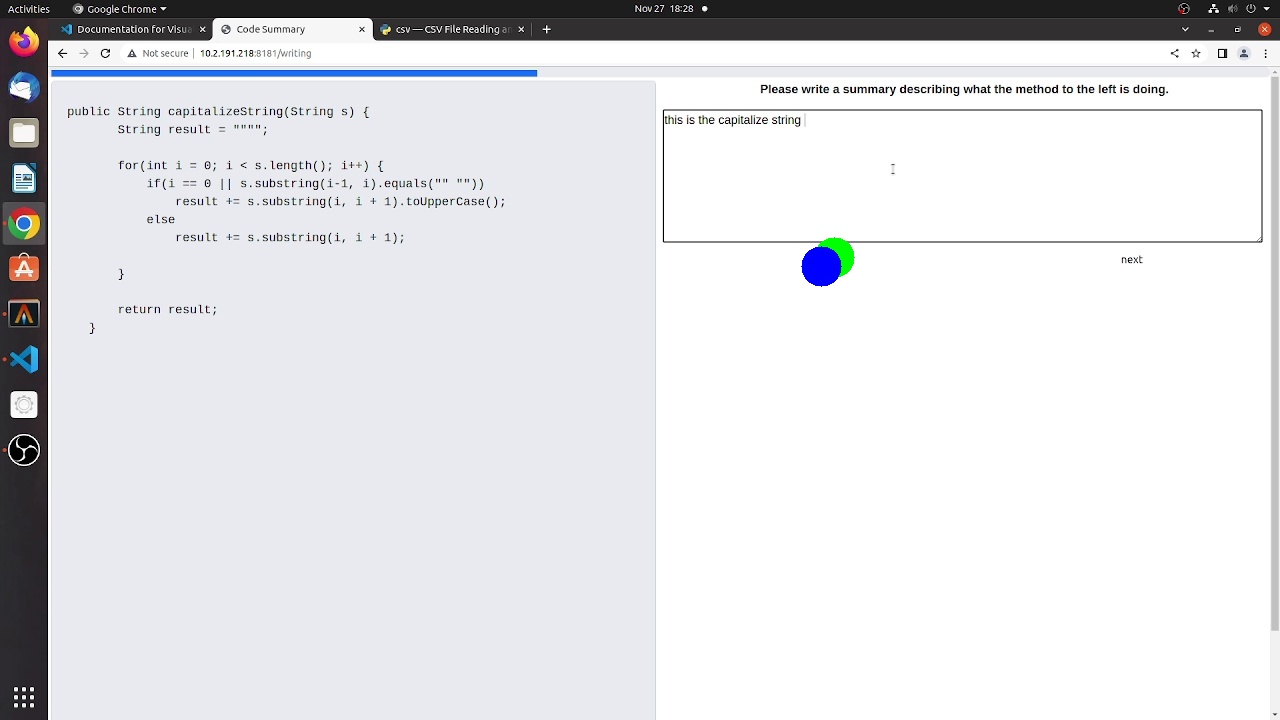 Activities
Google Chrome
Nov 27 18:28
Documentation for Visua
Code Summary
csv — CSV File Reading a
Not secure
10.2.191.218:8181/writing
public String capitalizeString(String s) {
String result = """";
for(int i = 0; i < s.length(); i++) {
if(i == 0 || s.substring(i-1, i).equals("" ""))
result += s.substring(i, i + 1).toUpperCase();
else
result += s.substring(i, i + 1);
}
return result;
}
Please write a summary describing what the method to the left is doing.
this is the capitalize string
next